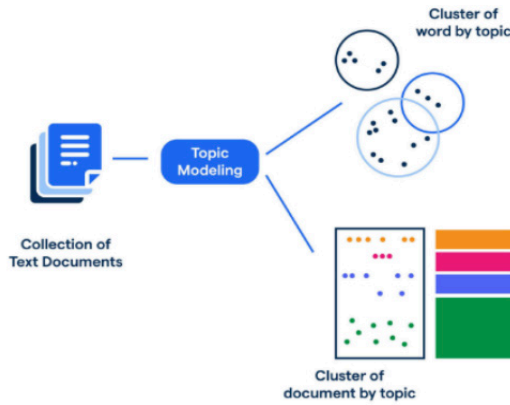 Cluster of
word by topic
Topic
Modeling
Collection of
Text Documents
Cluster of
document by topic